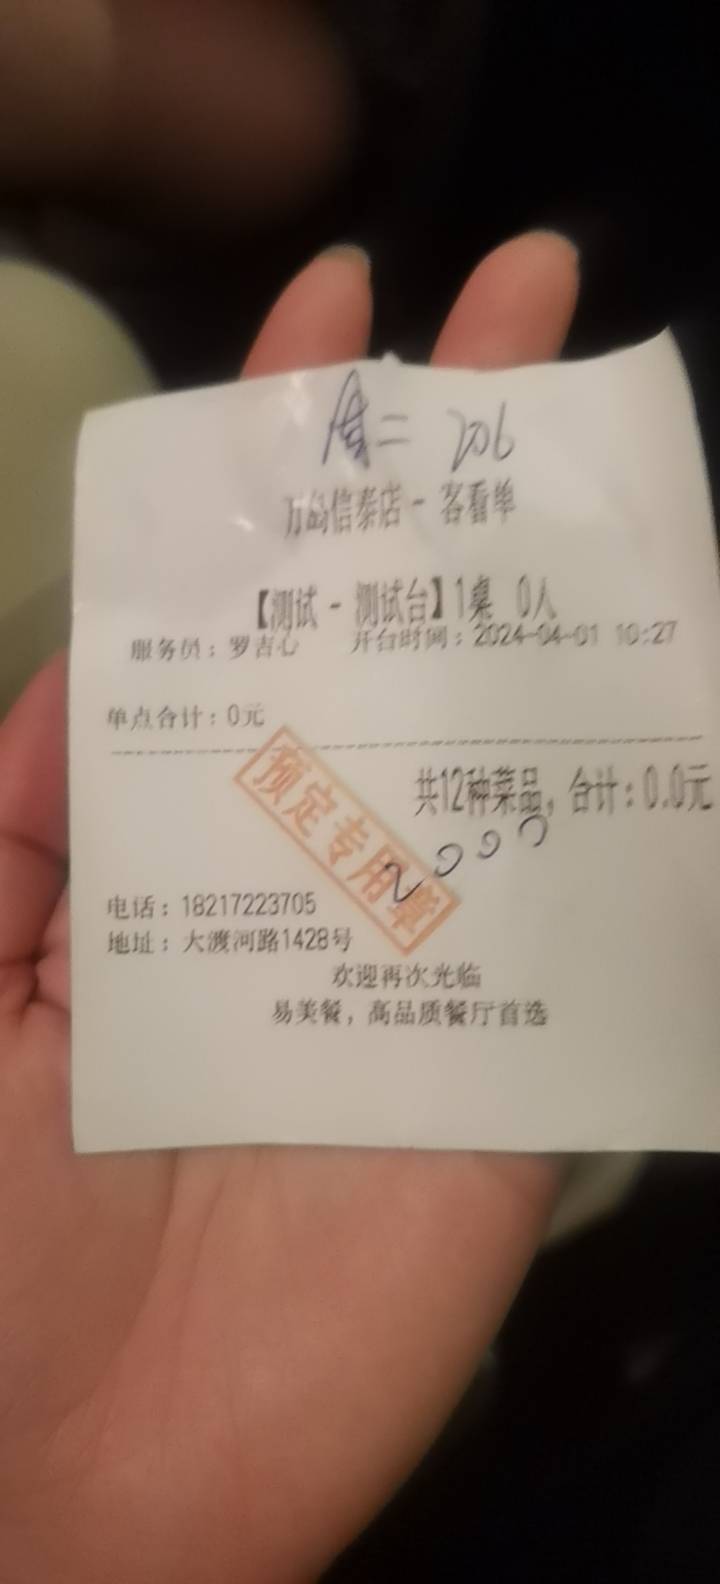 周二 206
万岛信泰店 - 客看单
【测试 - 测试台】1桌 0人
服务员：罗吉心 开台时间：2024-04-01 10:27
单点合计：0元
共12种菜品，合计：0.0元
预定专用章
2000
电话：18217223705
地址：大渡河路1428号
欢迎再次光临
易美餐，高品质餐厅首选